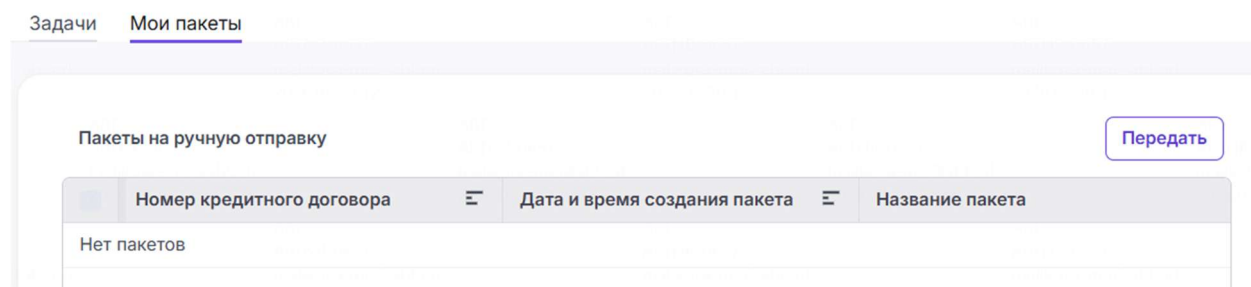 Задачи Мои пакеты
Пакеты на ручную отправку Передать
Номер кредитного договора Дата и время создания пакета Название пакета
Нет пакетов